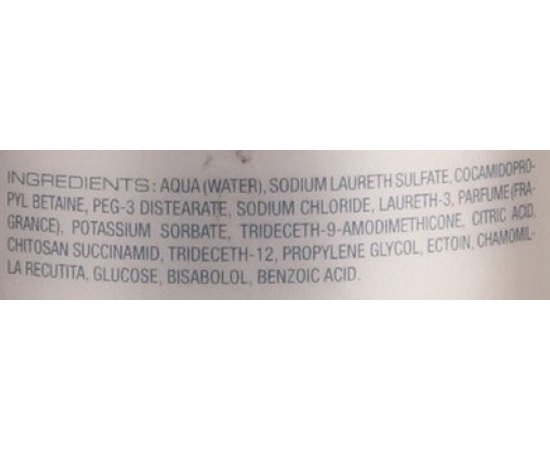 INGREDIENTS: AQUA (WATER), SODIUM LAURETH SULFATE, COCAMIDOPRO-
PYL BETAINE, PEG-3 DISTEARATE, SODIUM CHLORIDE, LAURETH-3, PARFUME (FRA-
GRANCE), POTASSIUM SORBATE, TRIDECETH-9-AMODIMETHICONE, CITRIC ACID,
CHITOSAN SUCCINAMID, TRIDECETH-12, PROPYLENE GLYCOL, ECTOIN, CHAMOMIL-
LA RECUTITA, GLUCOSE, BISABOLOL, BENZOIC ACID.